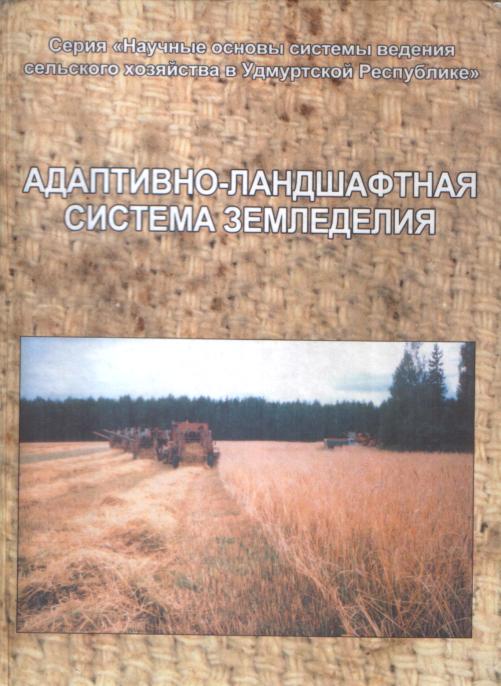 Серия «Научные основы системы ведения
сельского хозяйства в Удмуртской Республике»
АДАПТИВНО-ЛАНДШАФТНАЯ
СИСТЕМА ЗЕМЛЕДЕЛИЯ